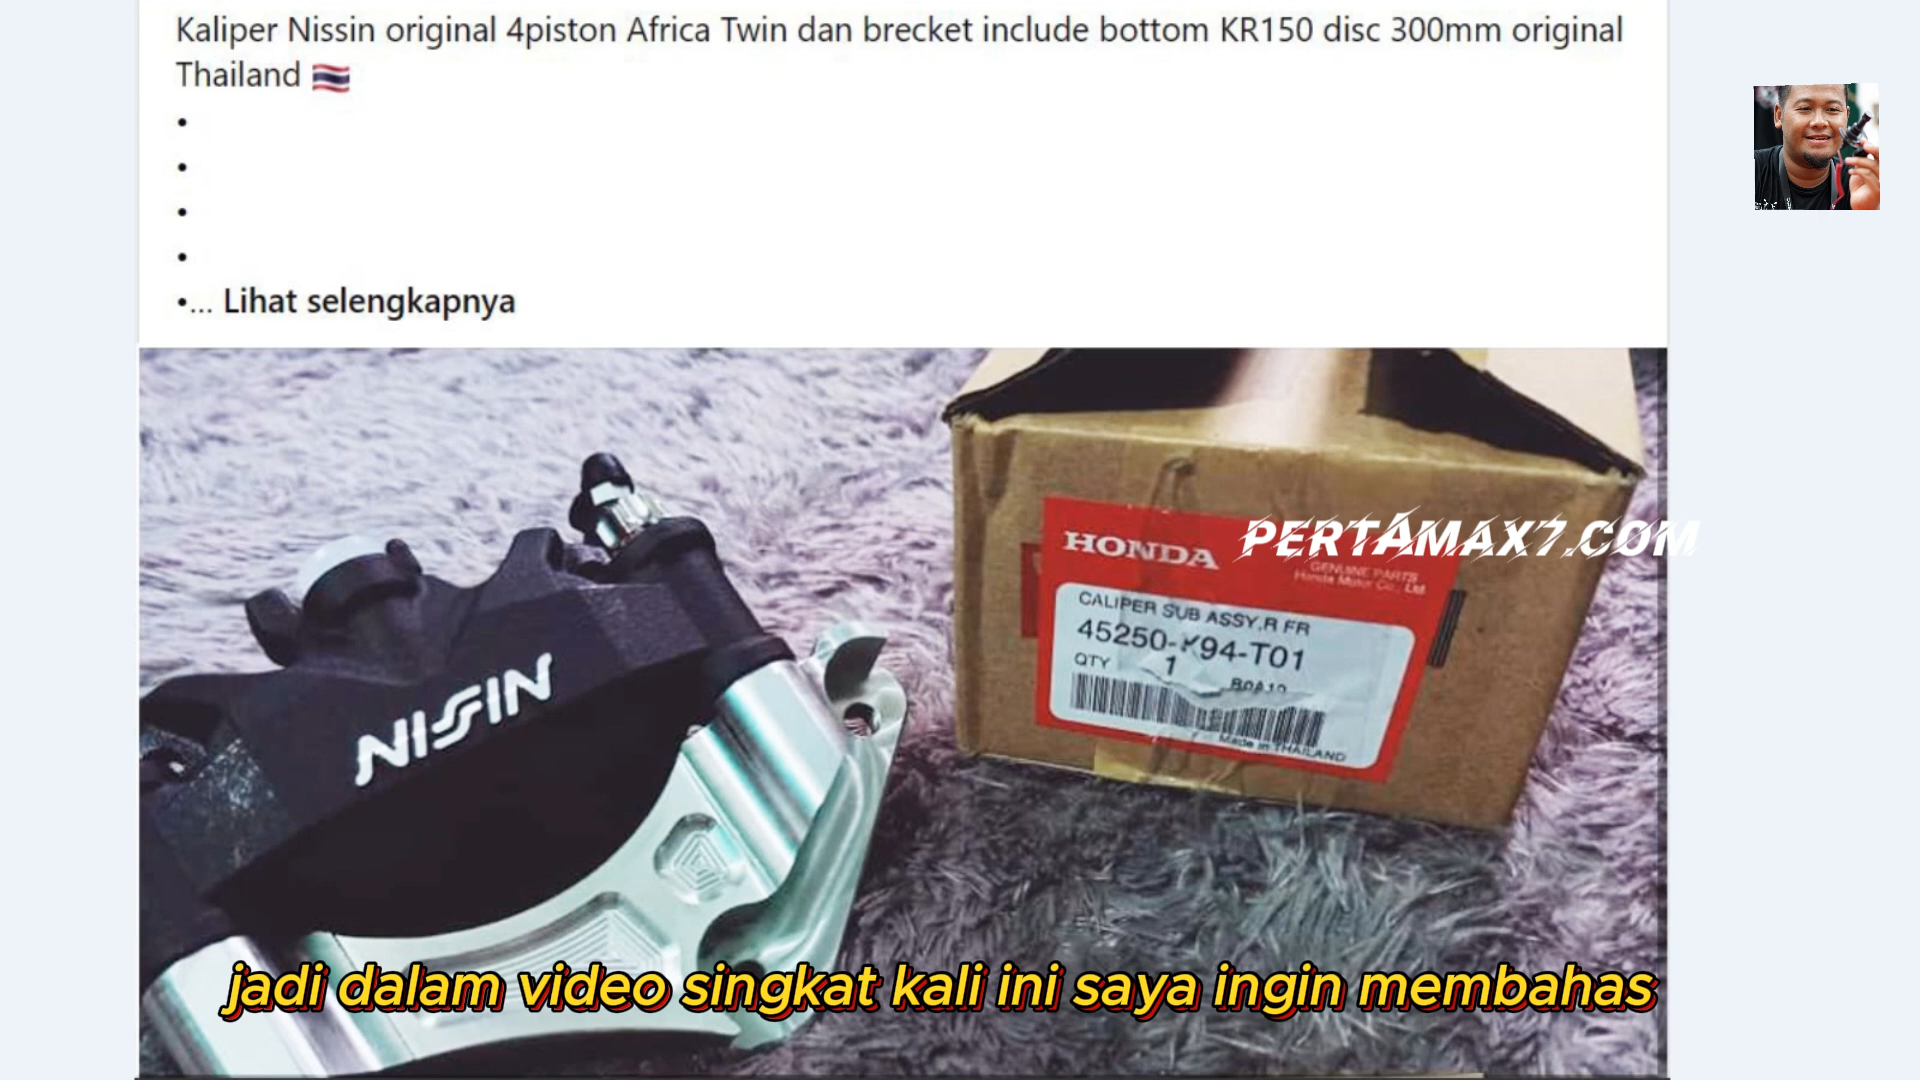 Kaliper Nissin original 4piston Africa Twin dan brecket include bottom KR150 disc 300mm original
Thailand 🇹🇭
•
•
•
•
•... Lihat selengkapnya
HONDA
GENUINE PARTS
Honda Motor Co., Ltd
PERTAMAX7.COM
CALIPER SUB ASSY,R FR
45250-K94-T01
QTY 1
Made in THAILAND
NISSIN
jadi dalam video singkat kali ini saya ingin membahas